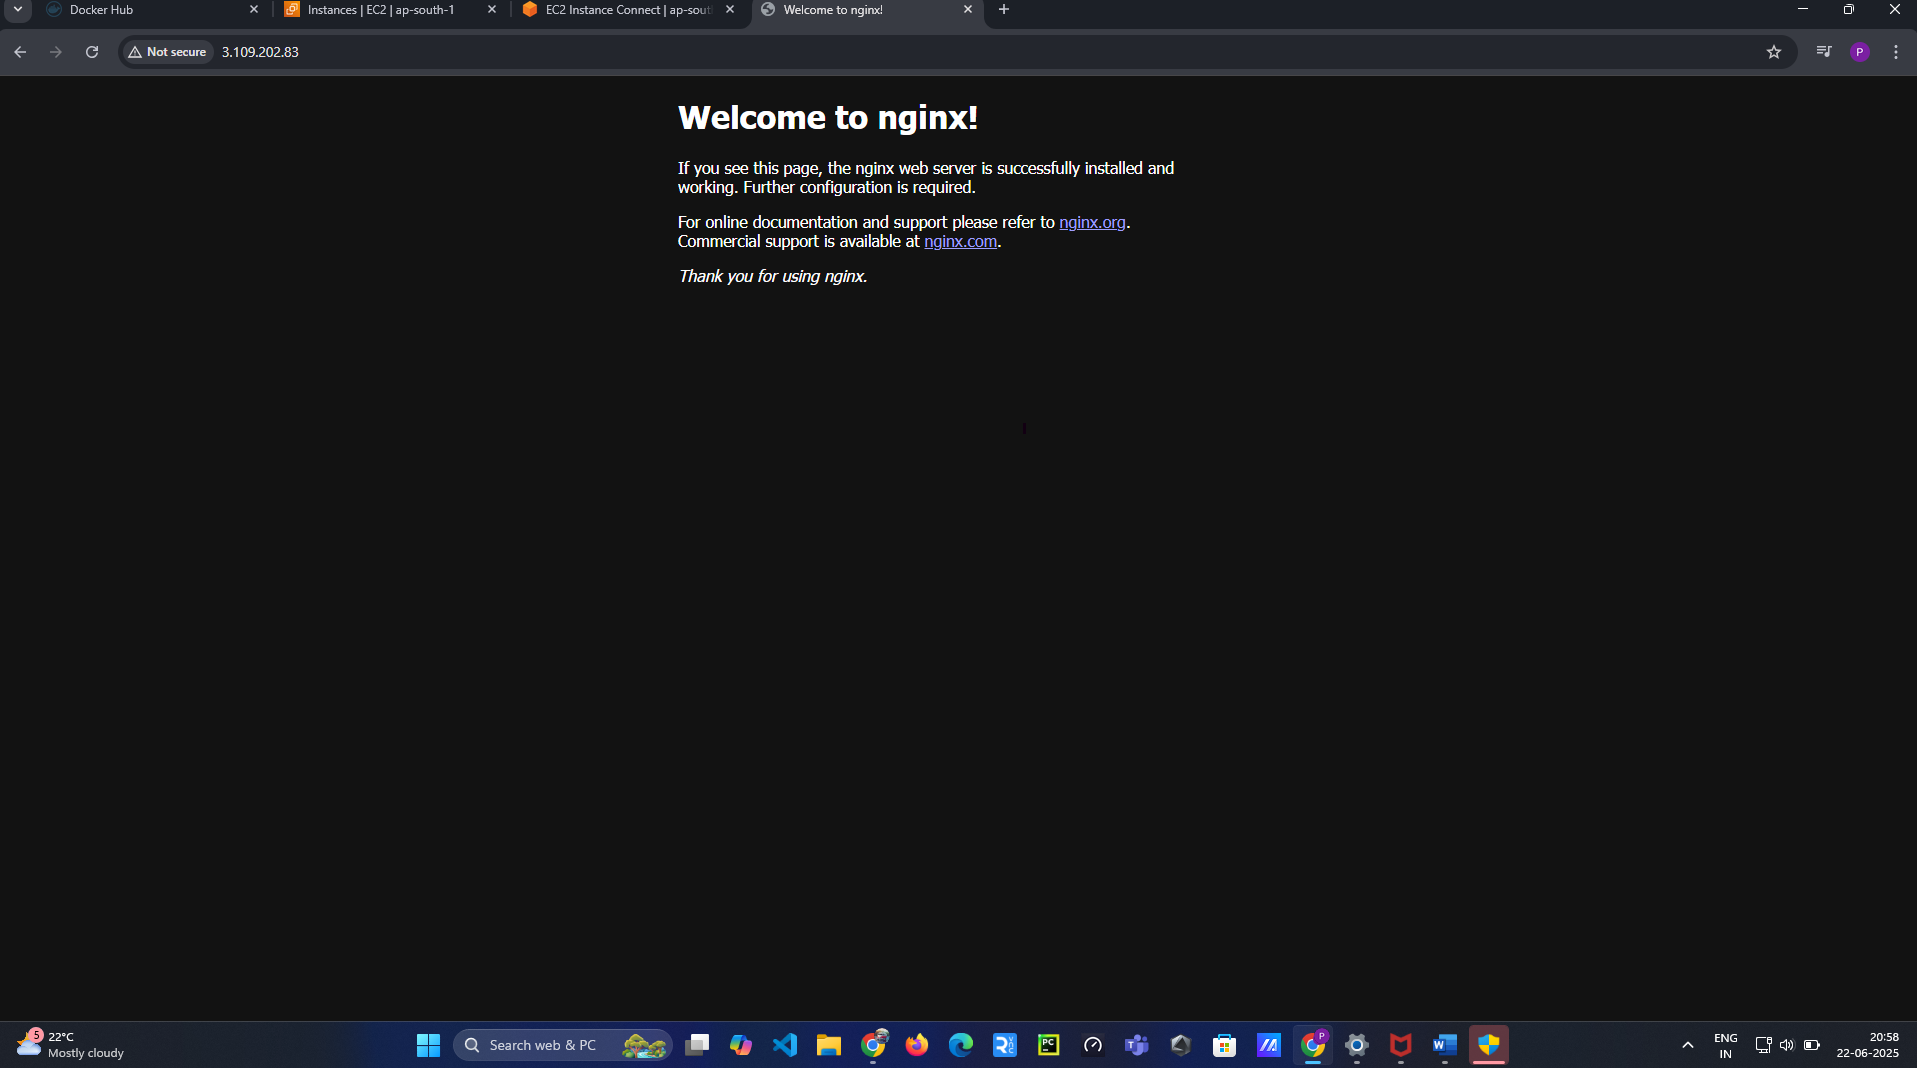 Docker Hub
Instances | EC2 | ap-south-1
EC2 Instance Connect | ap-sout
Welcome to nginx!
Not secure
3.109.202.83
P
Welcome to nginx!
If you see this page, the nginx web server is successfully installed and
working. Further configuration is required.
For online documentation and support please refer to nginx.org.
Commercial support is available at nginx.com.
Thank you for using nginx.
5
22°C
Mostly cloudy
Search web & PC
PC
P
W
ENG
IN
20:58
22-06-2025